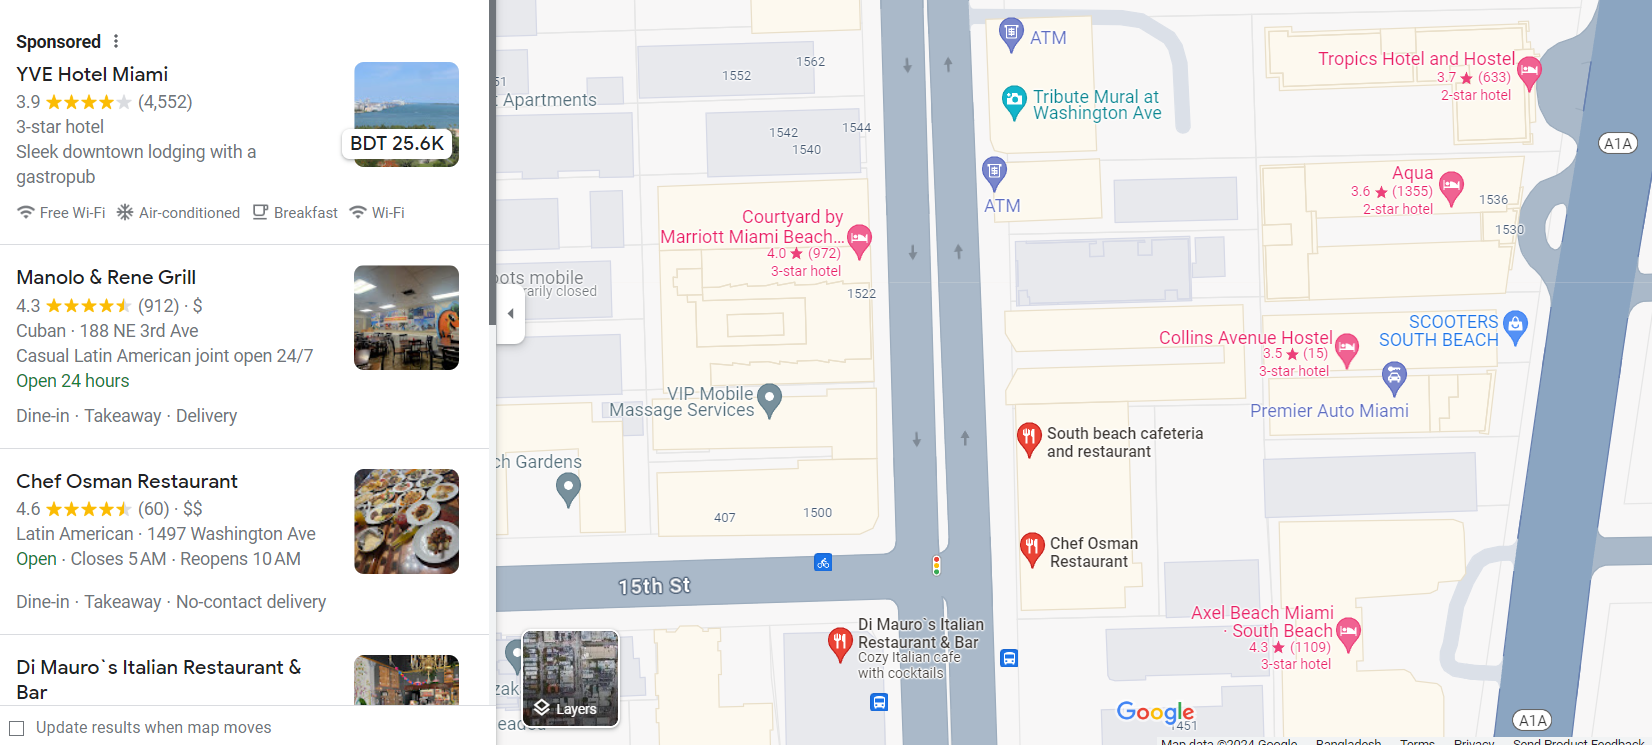 Sponsored
YVE Hotel Miami
3.9 (4,552)
3-star hotel
Sleek downtown lodging with a
gastropub
BDT 25.6K
Free Wi-Fi Air-conditioned Breakfast Wi-Fi
Manolo & Rene Grill
4.3 (912) · $
Cuban · 188 NE 3rd Ave
Casual Latin American joint open 24/7
Open 24 hours
Dine-in · Takeaway · Delivery
Chef Osman Restaurant
4.6 (60) · $$
Latin American · 1497 Washington Ave
Open · Closes 5 AM · Reopens 10 AM
Dine-in · Takeaway · No-contact delivery
Di Mauro`s Italian Restaurant &
Bar
Update results when map moves
ATM
1562
1552
51
Apartments
Tribute Mural at
Washington Ave
Tropics Hotel and Hostel
3.7 ★ (633)
2-star hotel
A1A
1542
1544
1540
ATM
Aqua
3.6 ★ (1355)
2-star hotel
1536
1530
Courtyard by
Marriott Miami Beach...
4.0 ★ (972)
3-star hotel
1522
ots mobile
rarily closed
SCOOTERS
SOUTH BEACH
Collins Avenue Hostel
3.5 ★ (15)
3-star hotel
Premier Auto Miami
VIP Mobile
Massage Services
South beach cafeteria
and restaurant
ch Gardens
407
1500
Chef Osman
Restaurant
15th St
Di Mauro`s Italian
Restaurant & Bar
Cozy Italian cafe
with cocktails
Axel Beach Miami
· South Beach
4.3 ★ (1109)
3-star hotel
zak
eade
Layers
Google
1451
A1A
Map data ©2024 Google Bangladesh Terms Privacy Send Product Feedback